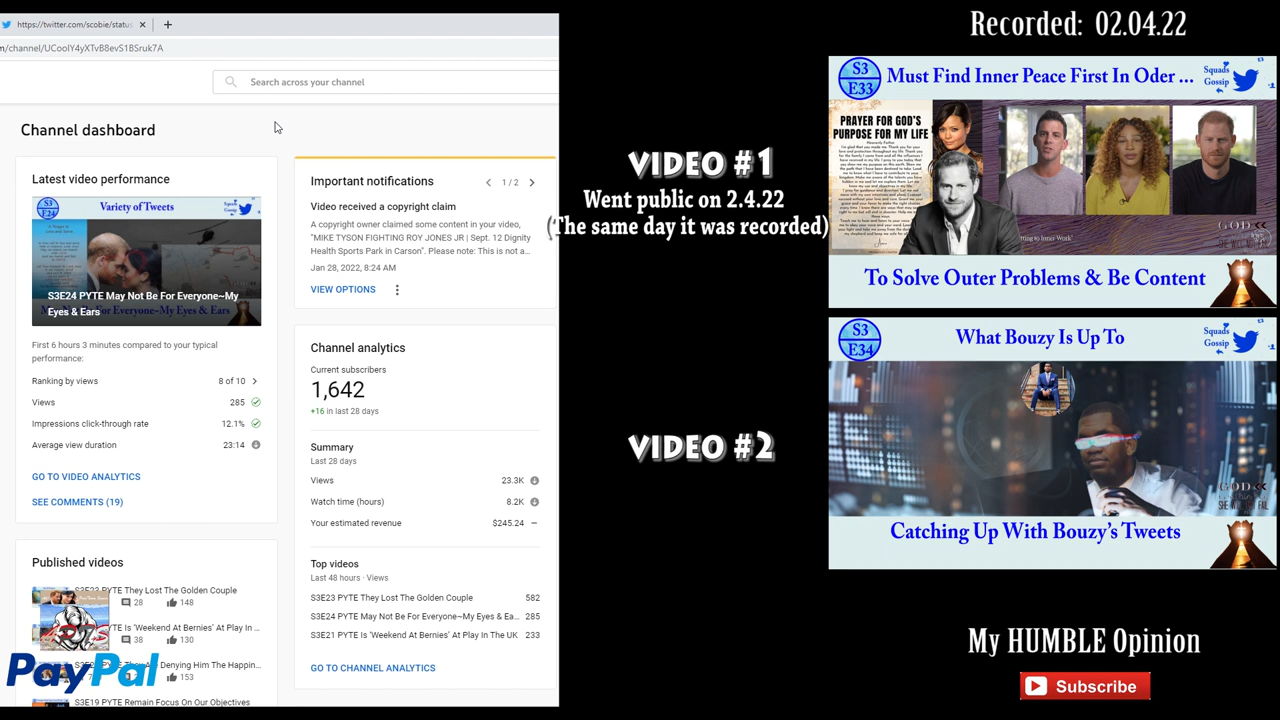 https://twitter.com/scobie/status
m/channel/UCoolY4yXTvB8evS1BSruk7A
Search across your channel
Channel dashboard
Latest video performa
S3
E24
Variety of Tweets
S3E24 PYTE May Not Be For Everyone~My
Eyes & Ears
First 6 hours 3 minutes compared to your typical
performance:
Ranking by views 8 of 10
Views 285
Impressions click-through rate 12.1%
Average view duration 23:14
GO TO VIDEO ANALYTICS
SEE COMMENTS (19)
Published videos
S3E23 PYTE They Lost The Golden Couple
28 148
YTE Is 'Weekend At Bernies' At Play In ...
38 130
Denying Him The Happin...
153
S3E19 PYTE Remain Focus On Our Objectives
PayPal
Important notifications
1 / 2
Video received a copyright claim
A copyright owner claimed some content in your video,
"MIKE TYSON FIGHTING ROY JONES JR | Sept. 12 Dignity
Health Sports Park in Carson". Please note: This is not a...
Jan 28, 2022, 8:24 AM
VIEW OPTIONS
Channel analytics
Current subscribers
1,642
+16 in last 28 days
Summary
Last 28 days
Views 23.3K
Watch time (hours) 8.2K
Your estimated revenue $245.24
Top videos
Last 48 hours · Views
S3E23 PYTE They Lost The Golden Couple 582
S3E24 PYTE May Not Be For Everyone~My Eyes & Ea... 285
S3E21 PYTE Is 'Weekend At Bernies' At Play In The UK 233
GO TO CHANNEL ANALYTICS
VIDEO #1
Went public on 2.4.22
(The same day it was recorded)
VIDEO #2
Recorded: 02.04.22
S3
E33
Must Find Inner Peace First In Oder ...
Squads
Gossip
PRAYER FOR GOD'S
PURPOSE FOR MY LIFE
tting to Inner Work"
To Solve Outer Problems & Be Content
S3
E34
What Bouzy Is Up To
Squads
Gossip
GOD
SHE WILL NOT FAIL
Catching Up With Bouzy's Tweets
My HUMBLE Opinion
Subscribe